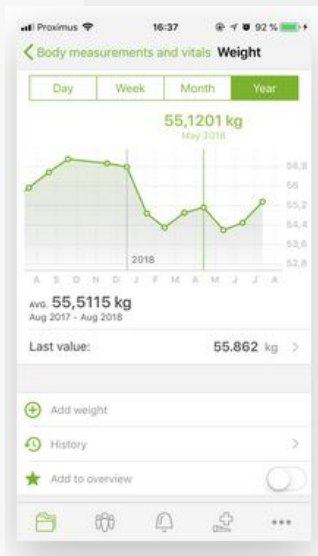 Proximus 16:37 92 %
Body measurements and vitals Weight
Day Week Month Year
55,1201 kg
May 2018
56,8
56
55,2
54,4
53,6
52,8
2018
A S O N D J F M A M J J A
AVG. 55,5115 kg
Aug 2017 - Aug 2018
Last value: 55.862 kg
Add weight
History
Add to overview